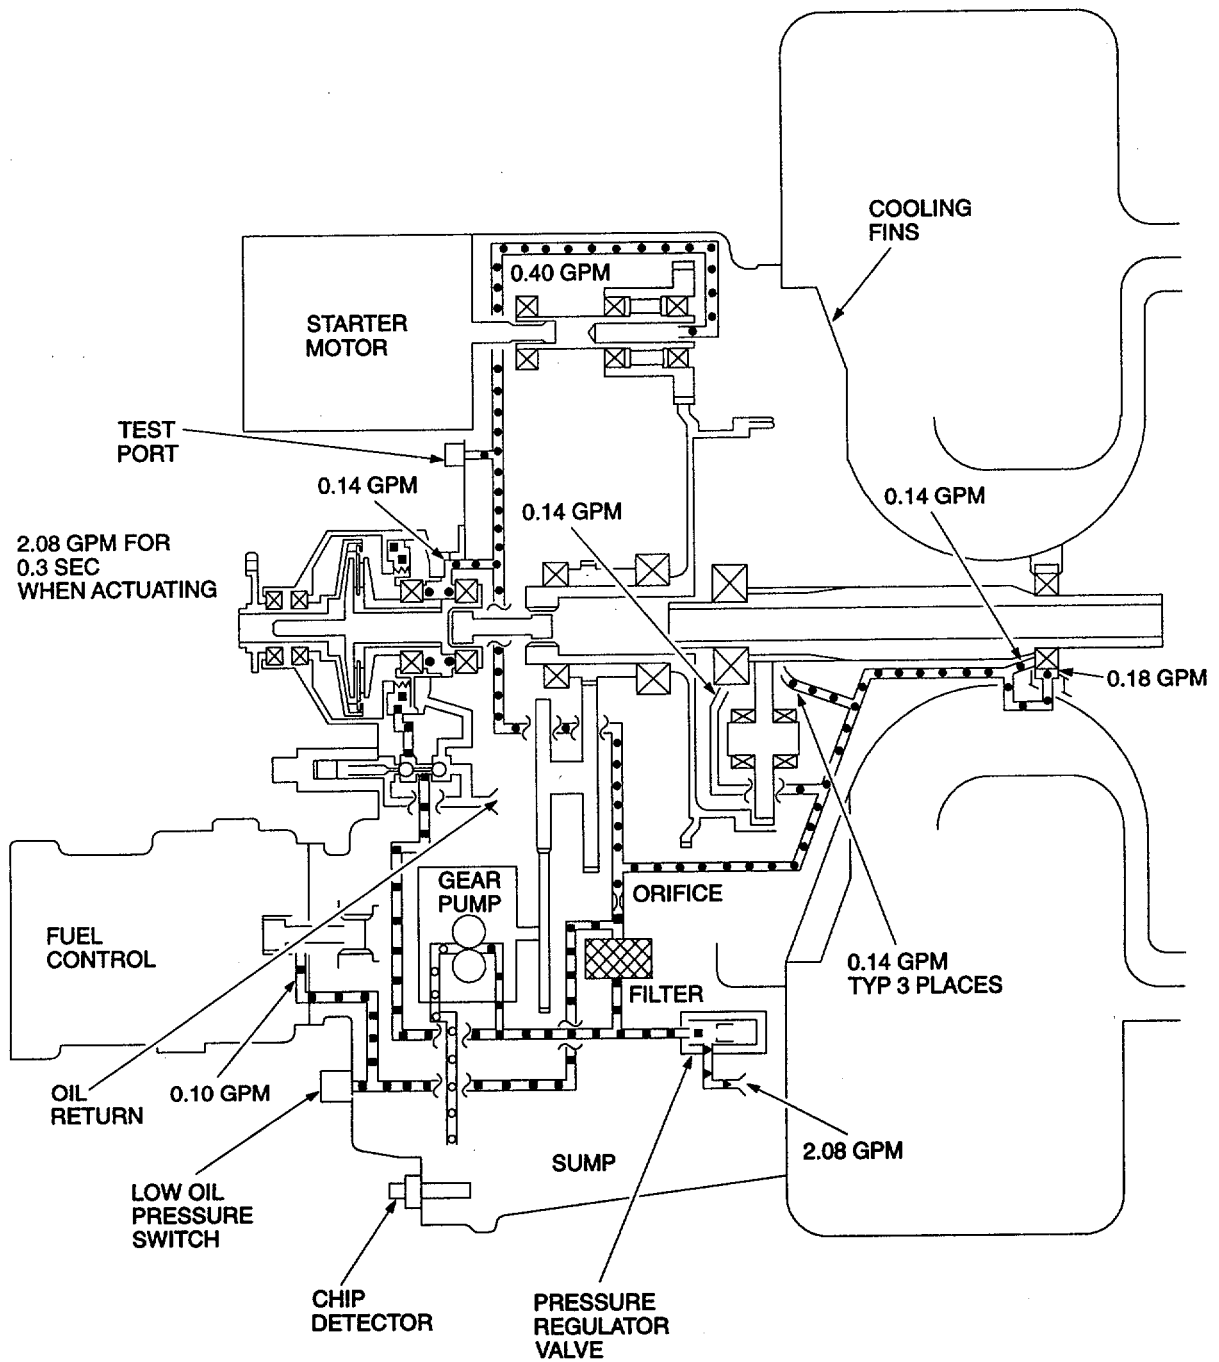 COOLING
FINS
0.40 GPM
STARTER
MOTOR
TEST
PORT
0.14 GPM
0.14 GPM
0.14 GPM
2.08 GPM FOR
0.3 SEC
WHEN ACTUATING
0.18 GPM
GEAR
PUMP
ORIFICE
FUEL
CONTROL
0.14 GPM
TYP 3 PLACES
FILTER
OIL
RETURN
0.10 GPM
2.08 GPM
SUMP
LOW OIL
PRESSURE
SWITCH
CHIP
DETECTOR
PRESSURE
REGULATOR
VALVE